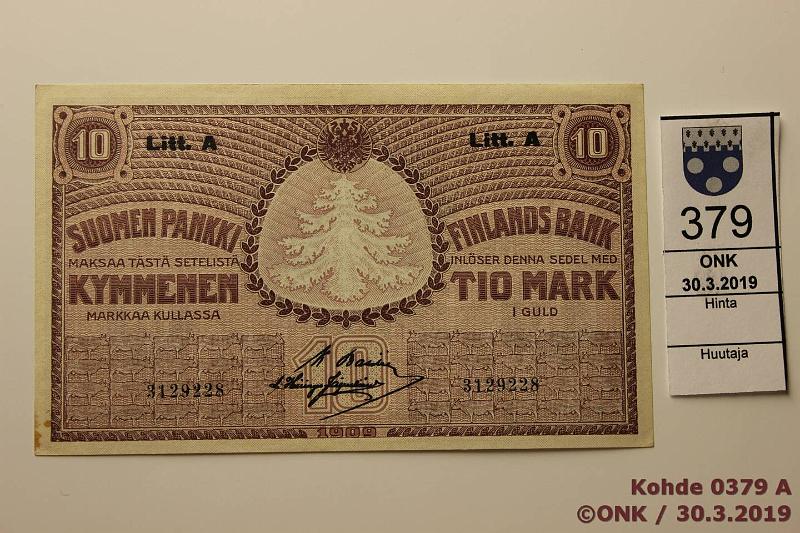 10 Litt. A Litt. A 10
SUOMEN PANKKI
MAKSAA TÄSTÄ SETELISTÄ
KYMMENEN
MARKKAA KULLASSA
FINLANDS BANK
INLÖSER DENNA SEDEL MED
TIO MARK
I GULD
10
3129228 3129228
1909
379
ONK
30.3.2019
Hinta
Huutaja
Kohde 0379 A
©ONK / 30.3.2019